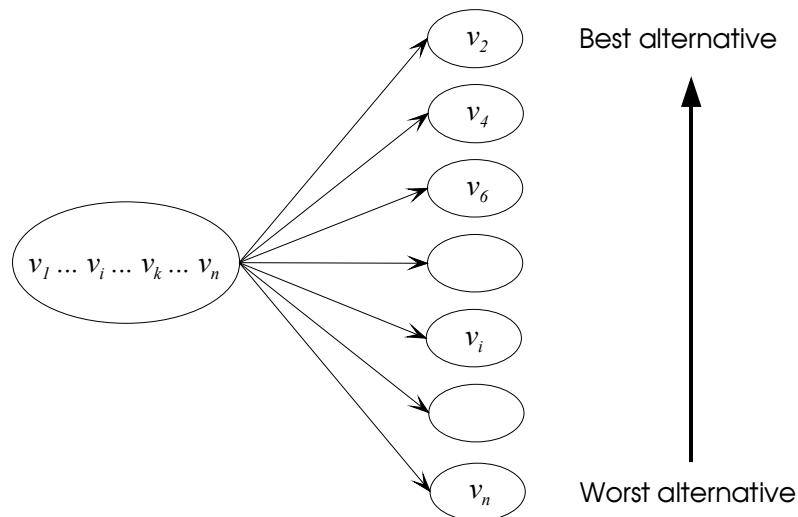 v₂ Best alternative
v₄
v₆
v₁ ... vᵢ ... vₖ ... vₙ
vᵢ
vₙ Worst alternative